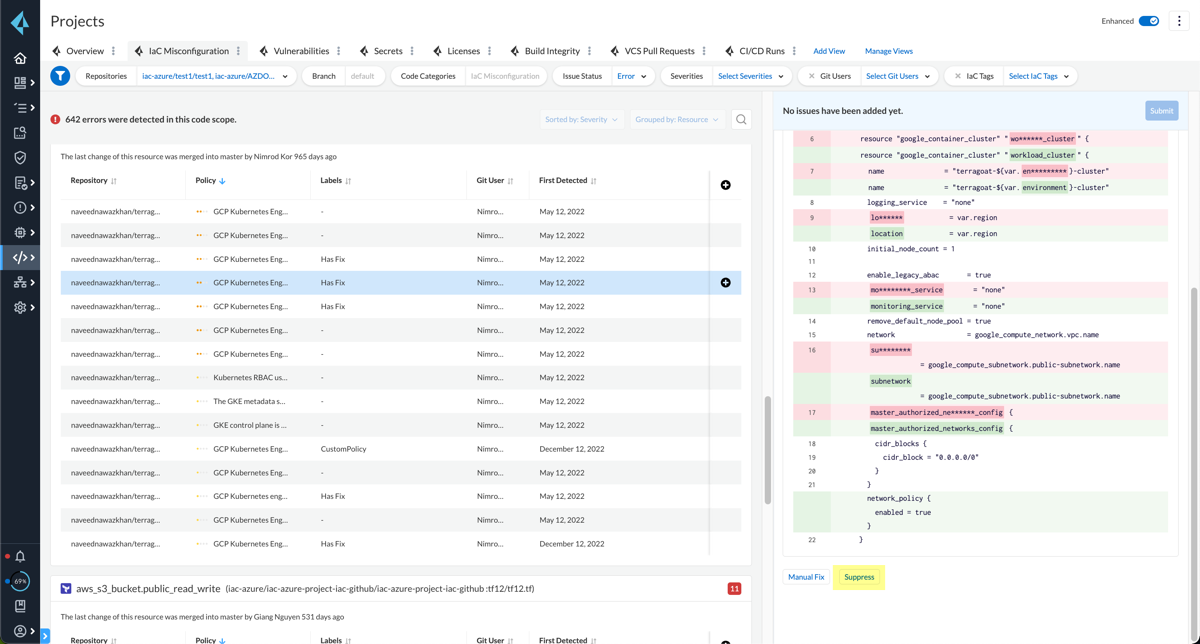 Projects
Enhanced
Overview
IaC Misconfiguration
Vulnerabilities
Secrets
Licenses
Build Integrity
VCS Pull Requests
CI/CD Runs
Add View
Manage Views
Repositories iac-azure/test1/test1, iac-azure/AZDO...
Branch default
Code Categories IaC Misconfiguration
Issue Status Error
Severities Select Severities
Git Users Select Git Users
IaC Tags Select IaC Tags
642 errors were detected in this code scope.
Sorted by: Severity
Grouped by: Resource
The last change of this resource was merged into master by Nimrod Kor 965 days ago
Repository Policy Labels Git User First Detected
naveednawazkhan/terrag... GCP Kubernetes Eng... - Nimro... May 12, 2022
naveednawazkhan/terrag... GCP Kubernetes Eng... - Nimro... May 12, 2022
naveednawazkhan/terrag... GCP Kubernetes Eng... Has Fix Nimro... May 12, 2022
naveednawazkhan/terrag... GCP Kubernetes Eng... Has Fix Nimro... May 12, 2022
naveednawazkhan/terrag... GCP Kubernetes Eng... Has Fix Nimro... May 12, 2022
naveednawazkhan/terrag... GCP Kubernetes Eng... - Nimro... May 12, 2022
naveednawazkhan/terrag... GCP Kubernetes Eng... - Nimro... May 12, 2022
naveednawazkhan/terrag... Kubernetes RBAC us... - Nimro... May 12, 2022
naveednawazkhan/terrag... The GKE metadata s... - Nimro... May 12, 2022
naveednawazkhan/terrag... GKE control plane is ... - Nimro... May 12, 2022
naveednawazkhan/terrag... GCP Kubernetes Eng... CustomPolicy Nimro... December 12, 2022
naveednawazkhan/terrag... GCP Kubernetes eng... - Nimro... May 12, 2022
naveednawazkhan/terrag... GCP Kubernetes Eng... Has Fix Nimro... May 12, 2022
naveednawazkhan/terrag... GCP Kubernetes Eng... - Nimro... May 12, 2022
naveednawazkhan/terrag... GCP Kubernetes Eng... Has Fix Nimro... December 12, 2022
aws_s3_bucket.public_read_write (iac-azure/iac-azure-project-iac-github/iac-azure-project-iac-github :tf12/tf12.tf) 11
The last change of this resource was merged into master by Giang Nguyen 531 days ago
Repository Policy Labels Git User First Detected
69%
No issues have been added yet.
Submit
6 resource "google_container_cluster" "wo******_cluster" {
resource "google_container_cluster" "workload_cluster" {
7 name = "terragoat-${var.en*********}-cluster"
name = "terragoat-${var.environment}-cluster"
8 logging_service = "none"
9 lo****** = var.region
location = var.region
10 initial_node_count = 1
11
12 enable_legacy_abac = true
13 mo********_service = "none"
monitoring_service = "none"
14 remove_default_node_pool = true
15 network = google_compute_network.vpc.name
16 su********
= google_compute_subnetwork.public-subnetwork.name
subnetwork
= google_compute_subnetwork.public-subnetwork.name
17 master_authorized_ne******_config {
master_authorized_networks_config {
18 cidr_blocks {
19 cidr_block = "0.0.0.0/0"
20 }
21 }
network_policy {
enabled = true
}
22 }
Manual Fix
Suppress